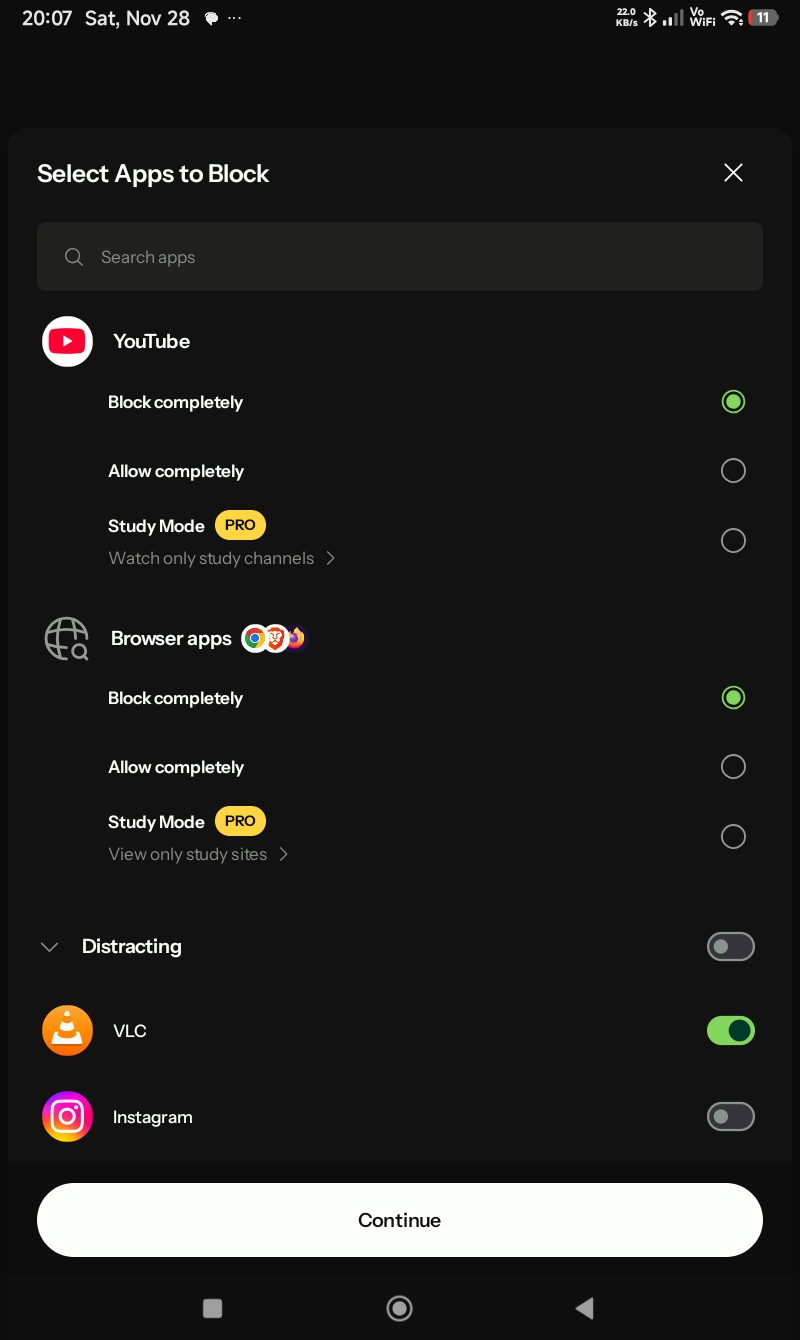 20:07 Sat, Nov 28 ···
22.0
KB/s
Vo
WiFi
11
Select Apps to Block
Search apps
YouTube
Block completely
Allow completely
Study Mode PRO
Watch only study channels
Browser apps
Block completely
Allow completely
Study Mode PRO
View only study sites
Distracting
VLC
Instagram
Continue